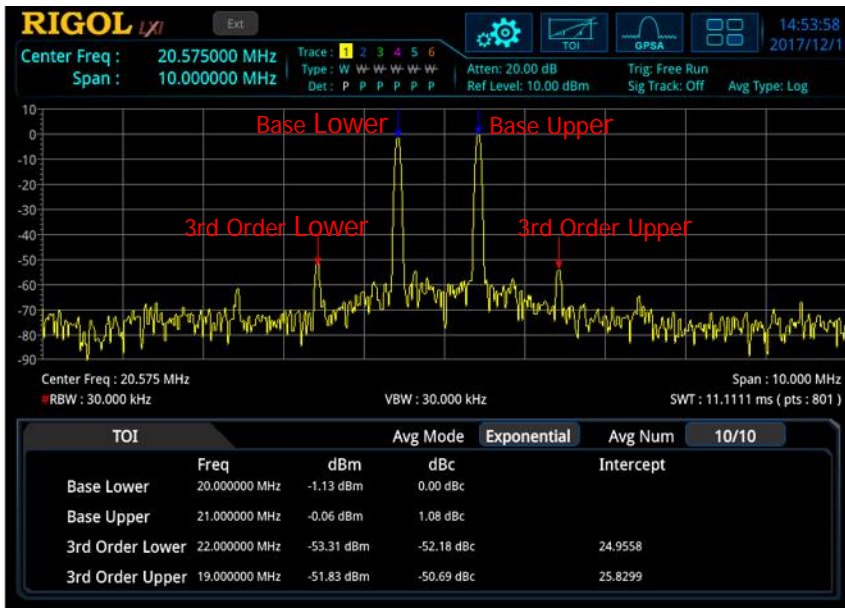 RIGOL LXI Ext 14:53:58
TOI GPSA 2017/12/1
Center Freq : 20.575000 MHz
Span : 10.000000 MHz
Trace : 1 2 3 4 5 6
Type : W W W W W W
Det : P P P P P P
Atten: 20.00 dB
Ref Level: 10.00 dBm
Trig: Free Run
Sig Track: Off
Avg Type: Log
10
0
-10
-20
-30
-40
-50
-60
-70
-80
-90
Base Lower
Base Upper
3rd Order Lower
3rd Order Upper
Center Freq : 20.575 MHz Span : 10.000 MHz
#RBW : 30.000 kHz VBW : 30.000 kHz SWT : 11.1111 ms ( pts : 801 )
TOI Avg Mode Exponential Avg Num 10/10
Freq dBm dBc Intercept
Base Lower 20.000000 MHz -1.13 dBm 0.00 dBc
Base Upper 21.000000 MHz -0.06 dBm 1.08 dBc
3rd Order Lower 22.000000 MHz -53.31 dBm -52.18 dBc 24.9558
3rd Order Upper 19.000000 MHz -51.83 dBm -50.69 dBc 25.8299